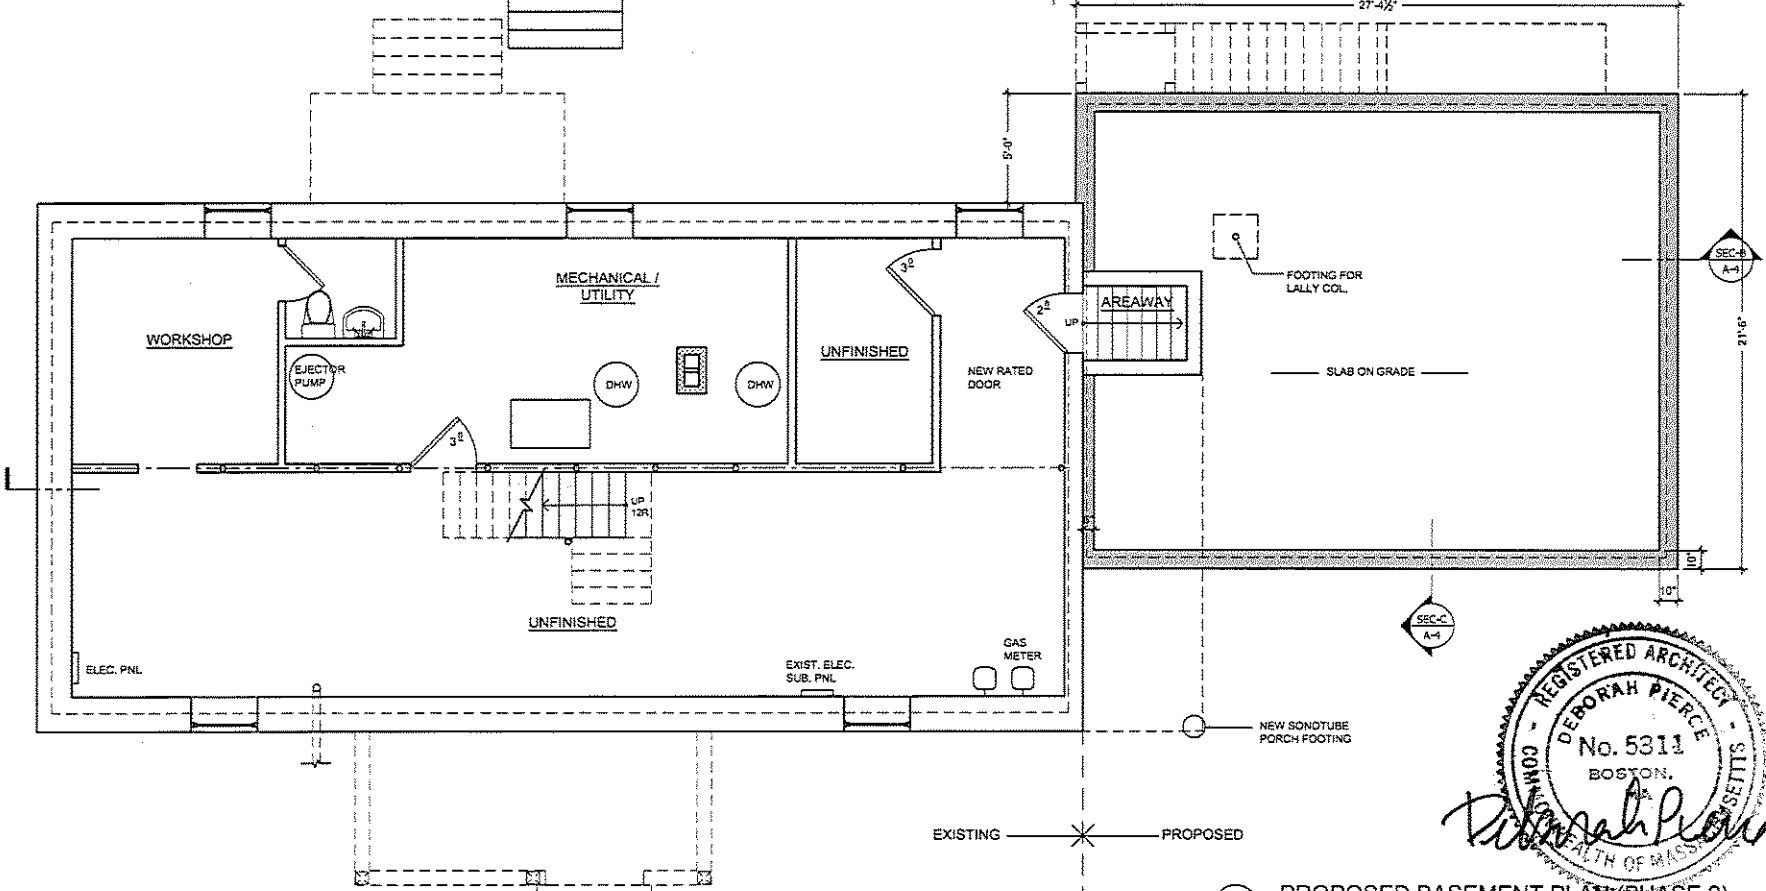 27'-4½"
5'-0"
MECHANICAL /
UTILITY
WORKSHOP
EJECTOR
PUMP
DHW
DHW
UNFINISHED
3⁰
2⁸
AREAWAY
UP
NEW RATED
DOOR
FOOTING FOR
LALLY COL.
SLAB ON GRADE
SEC-B
A-4
21'-6"
3⁰
UP
12R
UNFINISHED
ELEC. PNL
EXIST. ELEC.
SUB. PNL
GAS
METER
10"
10"
SEC-C
A-4
NEW SONOTUBE
PORCH FOOTING
EXISTING
PROPOSED
REGISTERED ARCHITECT
DEBORAH PIERCE
No. 5311
BOSTON,
MA
COMMONWEALTH OF MASSACHUSETTS
Deborah Pierce
PROPOSED BASEMENT PLAN (PHASE 2)